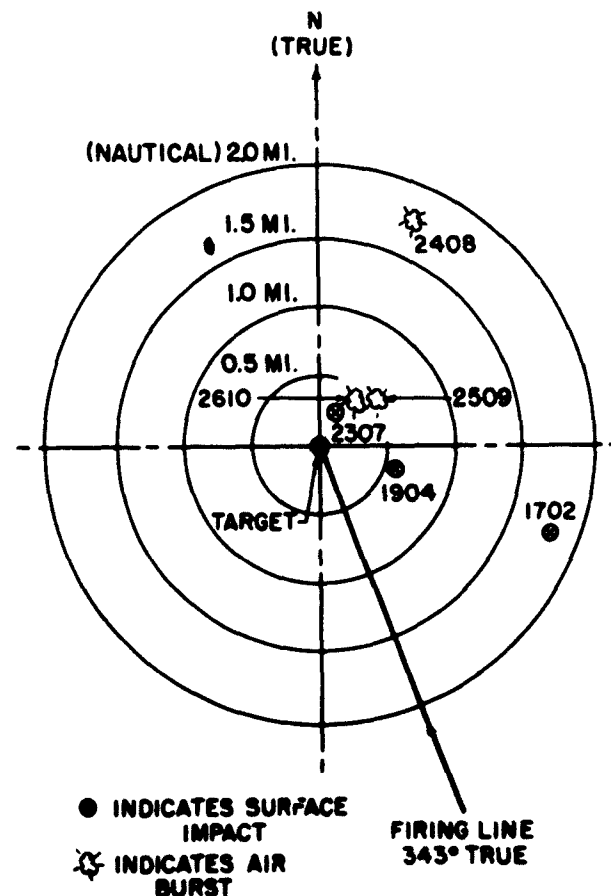 N
(TRUE)
(NAUTICAL) 2.0 MI.
1.5 MI.
2408
1.0 MI.
0.5 MI.
2610
2509
2307
1904
1702
TARGET
INDICATES SURFACE
IMPACT
INDICATES AIR
BURST
FIRING LINE
343° TRUE